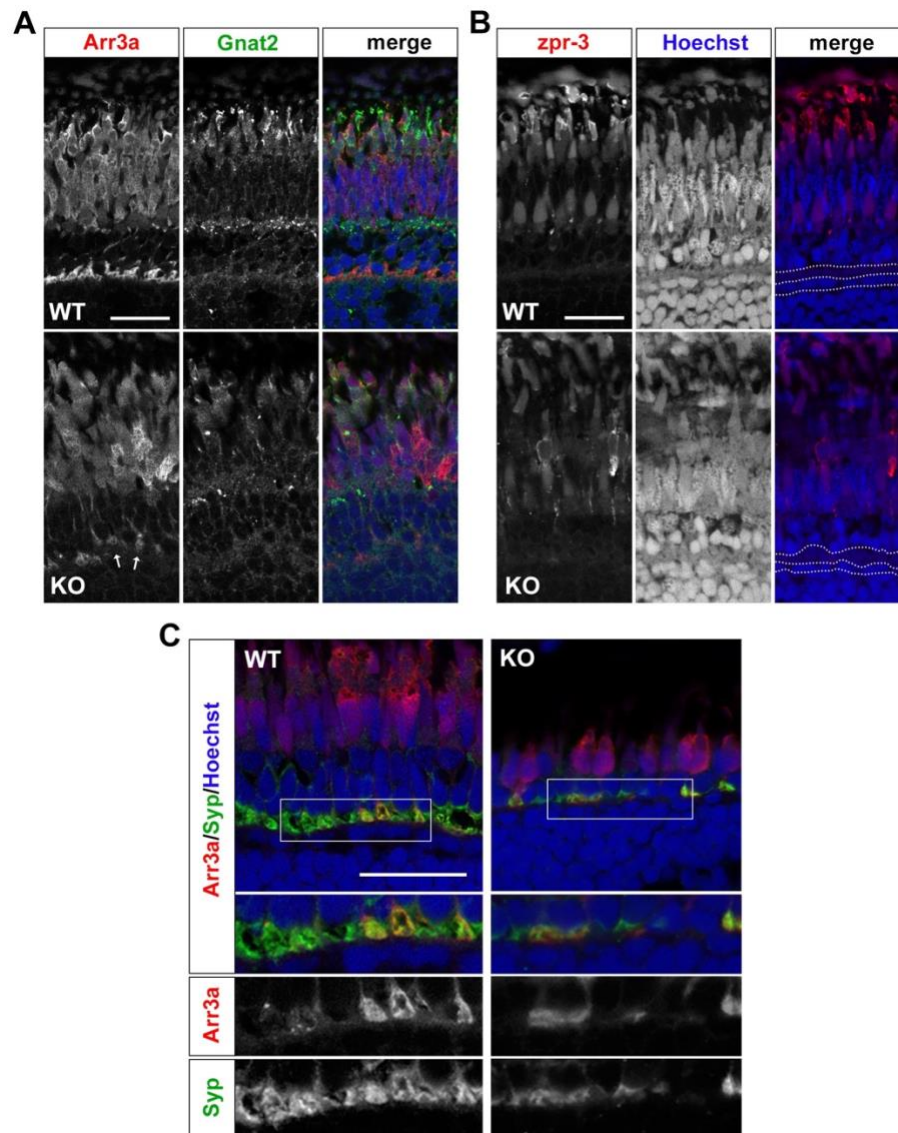 A
Arr3a Gnat2 merge
WT
KO
B
zpr-3 Hoechst merge
WT
KO
C
WT KO
Arr3a/Syp/Hoechst
Arr3a
Syp